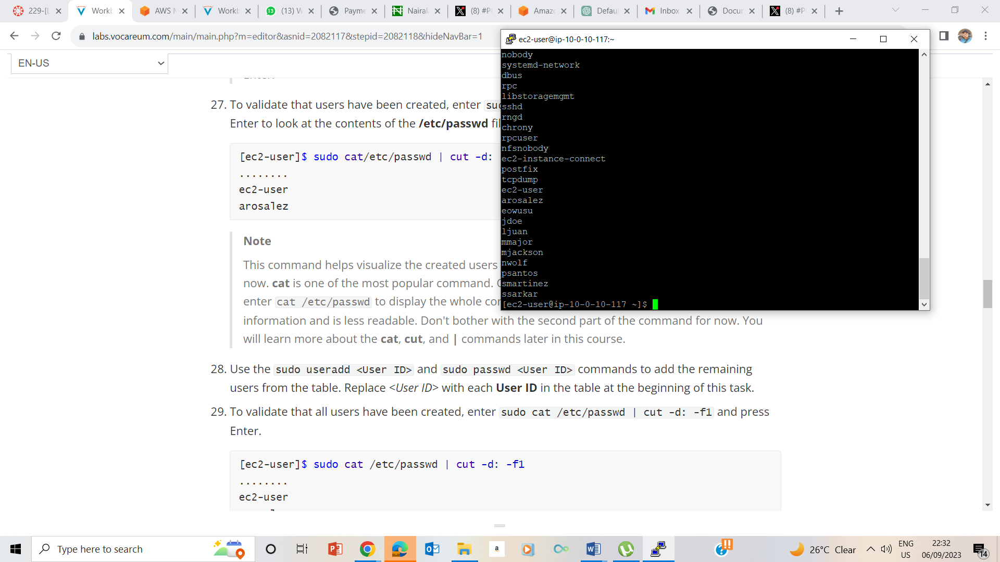 229-[L
Workb
AWS M
Workb
(13) W
Payme
Nairala
(8) #Pl
Amazo
Defau
Inbox
Docur
(8) #P
labs.vocareum.com/main/main.php?m=editor&asnid=2082117&stepid=2082118&hideNavBar=1
EN-US
27. To validate that users have been created, enter suc
Enter to look at the contents of the /etc/passwd fil
[ec2-user]$ sudo cat/etc/passwd | cut -d:
........
ec2-user
arosalez
Note
This command helps visualize the created users
now. cat is one of the most popular command. C
enter cat /etc/passwd to display the whole cor
information and is less readable. Don't bother with the second part of the command for now. You
will learn more about the cat, cut, and | commands later in this course.
28. Use the sudo useradd <User ID> and sudo passwd <User ID> commands to add the remaining
users from the table. Replace <User ID> with each User ID in the table at the beginning of this task.
29. To validate that all users have been created, enter sudo cat /etc/passwd | cut -d: -f1 and press
Enter.
[ec2-user]$ sudo cat /etc/passwd | cut -d: -f1
........
ec2-user
ec2-user@ip-10-0-10-117:~
nobody
systemd-network
dbus
rpc
libstoragemgmt
sshd
rngd
chrony
rpcuser
nfsnobody
ec2-instance-connect
postfix
tcpdump
ec2-user
arosalez
eowusu
jdoe
ljuan
mmajor
mjackson
nwolf
psantos
smartinez
ssarkar
[ec2-user@ip-10-0-10-117 ~]$
Type here to search
26°C Clear
ENG
US
22:32
06/09/2023
14